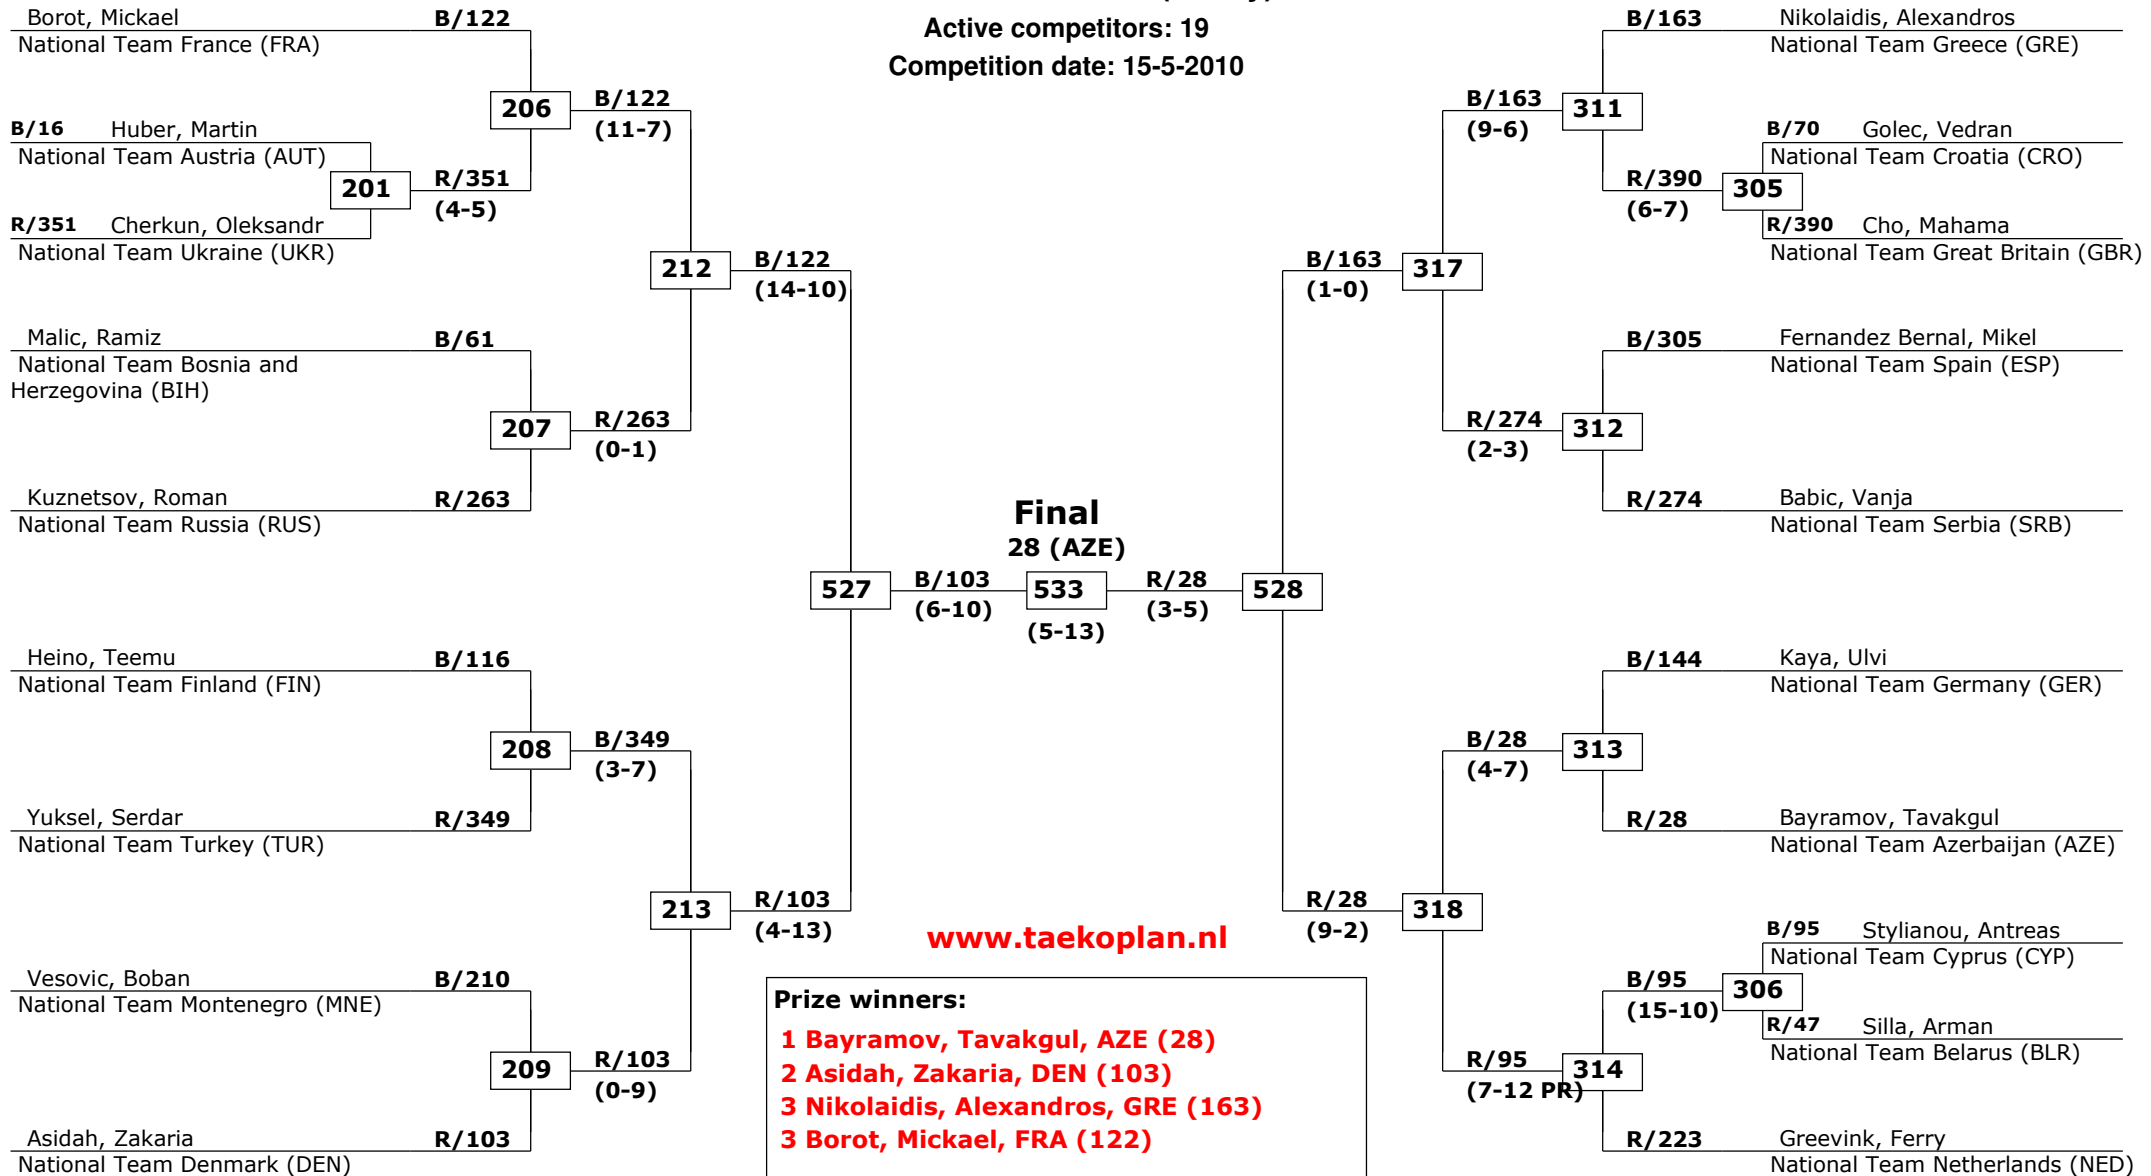 Active competitors: 19
Competition date: 15-5-2010
Borot, Mickael B/122
National Team France (FRA)
B/16 Huber, Martin
National Team Austria (AUT)
R/351 Cherkun, Oleksandr
National Team Ukraine (UKR)
201
R/351
(4-5)
206
B/122
(11-7)
Malic, Ramiz B/61
National Team Bosnia and
Herzegovina (BIH)
Kuznetsov, Roman R/263
National Team Russia (RUS)
207
R/263
(0-1)
212
B/122
(14-10)
Heino, Teemu B/116
National Team Finland (FIN)
Yuksel, Serdar R/349
National Team Turkey (TUR)
208
B/349
(3-7)
Vesovic, Boban B/210
National Team Montenegro (MNE)
Asidah, Zakaria R/103
National Team Denmark (DEN)
209
R/103
(0-9)
213
R/103
(4-13)
527
B/103
(6-10)
Final
28 (AZE)
533
(5-13)
R/28
(3-5)
528
B/163 Nikolaidis, Alexandros
National Team Greece (GRE)
B/70 Golec, Vedran
National Team Croatia (CRO)
R/390 Cho, Mahama
National Team Great Britain (GBR)
305
R/390
(6-7)
311
B/163
(9-6)
B/305 Fernandez Bernal, Mikel
National Team Spain (ESP)
R/274 Babic, Vanja
National Team Serbia (SRB)
312
R/274
(2-3)
317
B/163
(1-0)
B/144 Kaya, Ulvi
National Team Germany (GER)
R/28 Bayramov, Tavakgul
National Team Azerbaijan (AZE)
313
B/28
(4-7)
B/95 Stylianou, Antreas
National Team Cyprus (CYP)
R/47 Silla, Arman
National Team Belarus (BLR)
306
B/95
(15-10)
R/223 Greevink, Ferry
National Team Netherlands (NED)
314
R/95
(7-12 PR)
318
R/28
(9-2)
www.taekoplan.nl
Prize winners:
1 Bayramov, Tavakgul, AZE (28)
2 Asidah, Zakaria, DEN (103)
3 Nikolaidis, Alexandros, GRE (163)
3 Borot, Mickael, FRA (122)